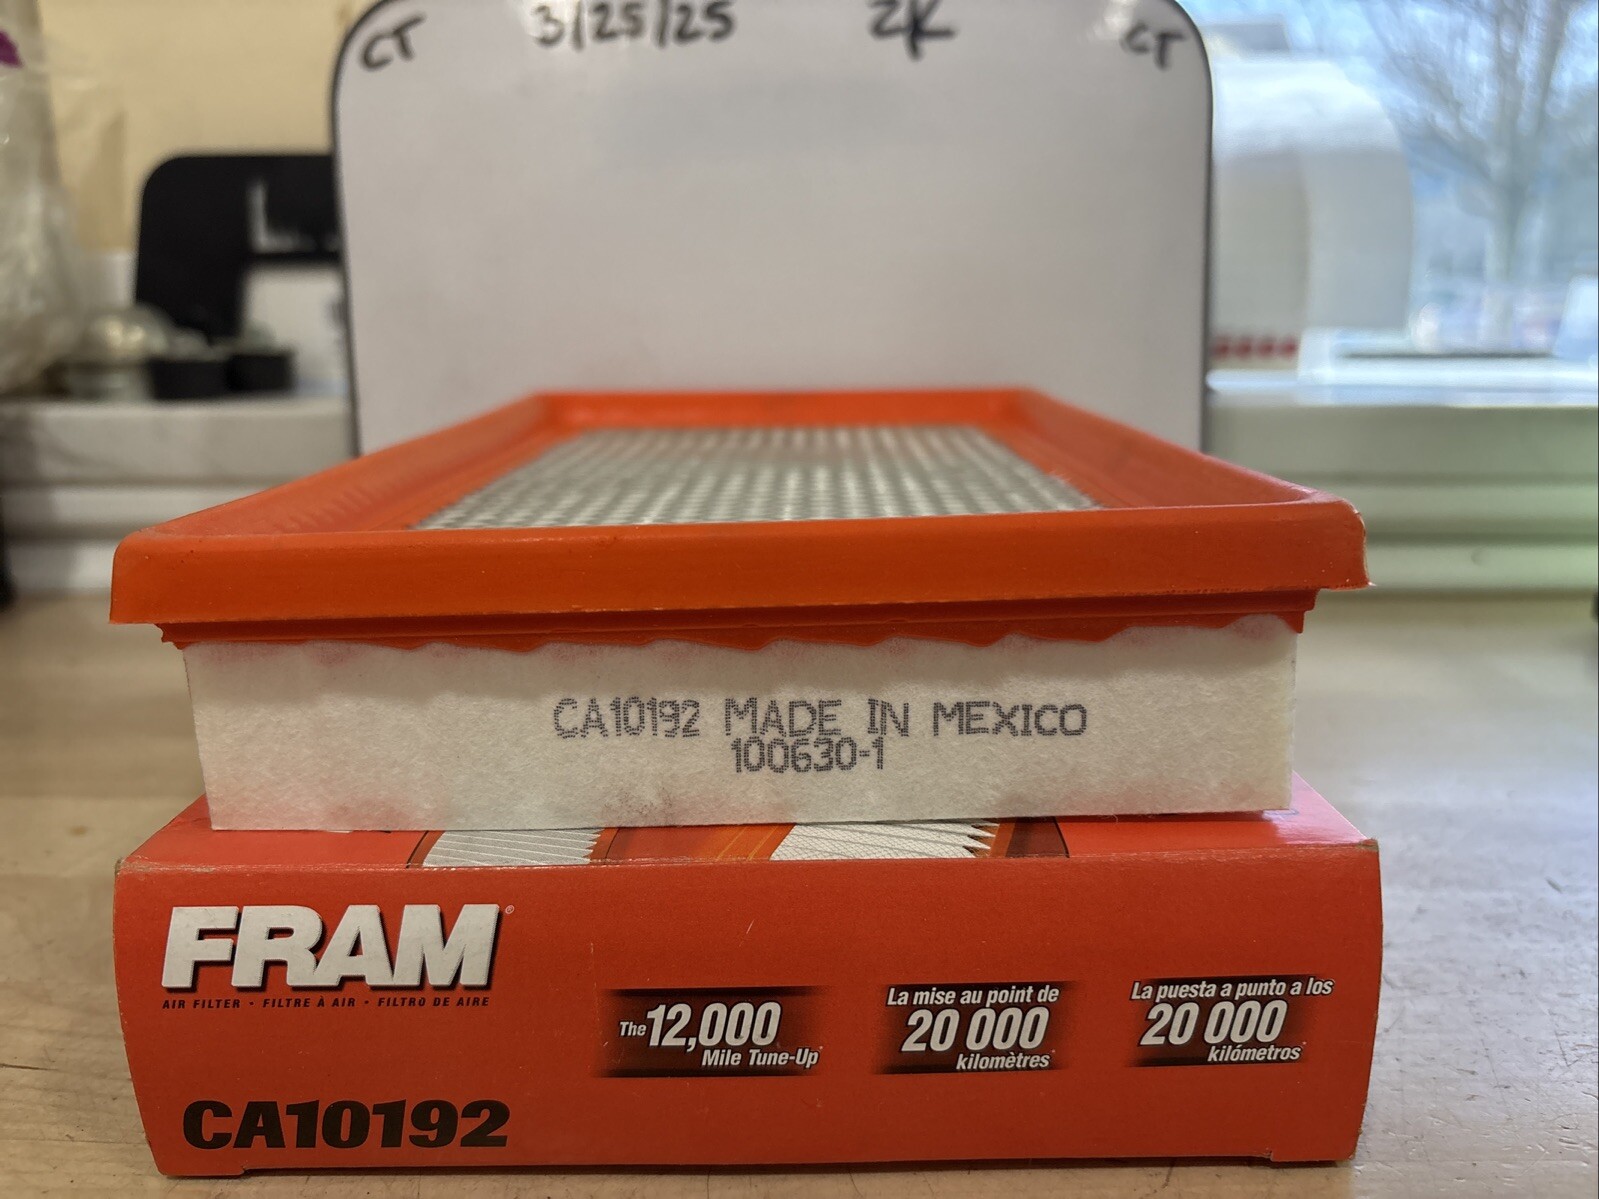 CT 3/25/25 ZK CT
CA10192 MADE IN MEXICO
100630-1
FRAM®
AIR FILTER • FILTRE À AIR • FILTRO DE AIRE
The 12,000
Mile Tune-Up
La mise au point de
20 000
kilomètres
La puesta a punto a los
20 000
kilómetros
CA10192